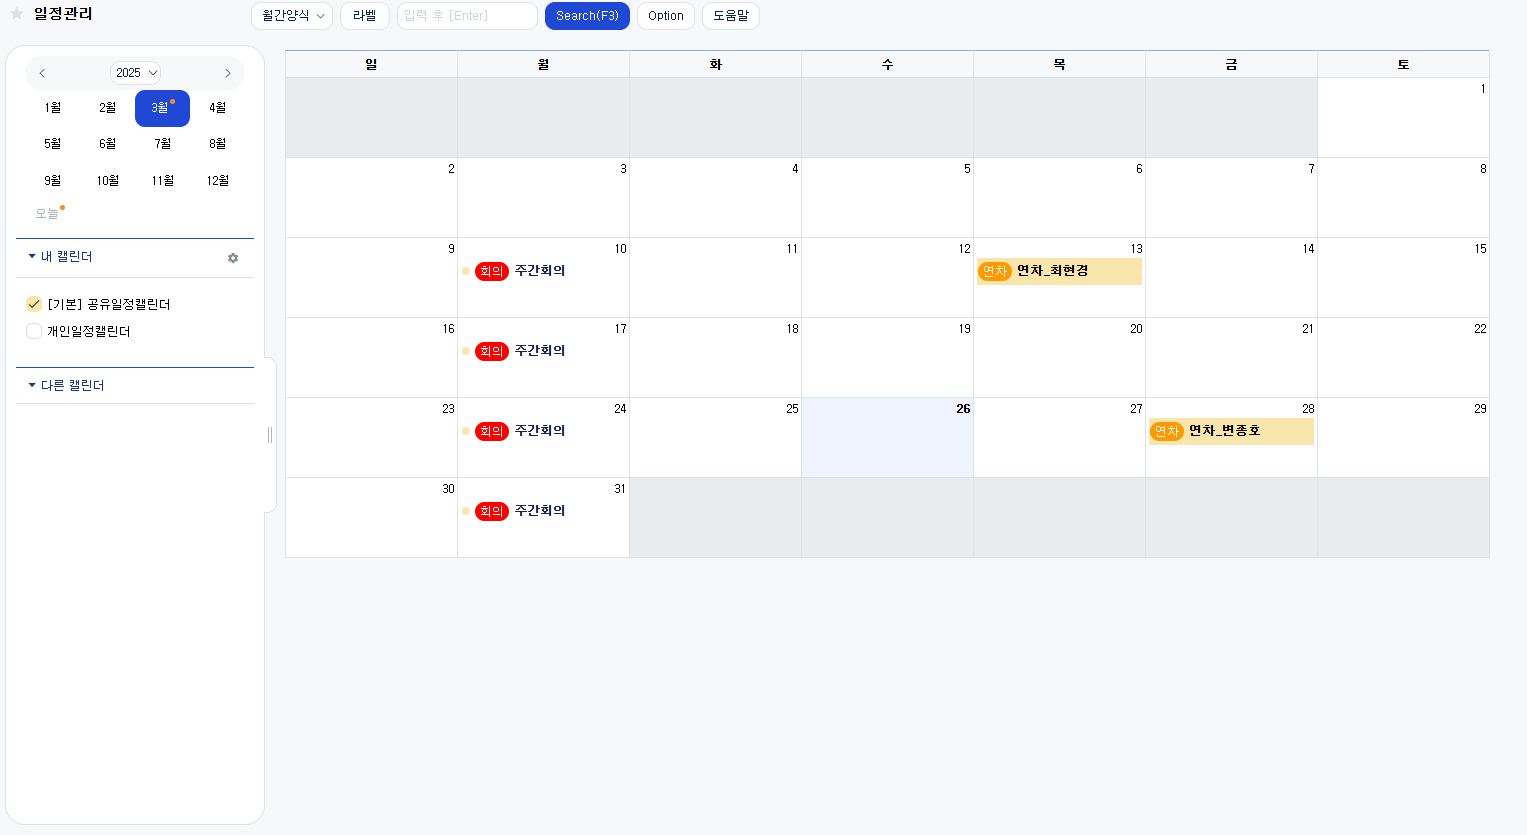 일정관리
월간양식 라벨 입력 후 [Enter] Search(F3) Option 도움말
2025
1월 2월 3월 4월
5월 6월 7월 8월
9월 10월 11월 12월
오늘
내 캘린더
[기본] 공유일정캘린더
개인일정캘린더
다른 캘린더
일 월 화 수 목 금 토
1
2 3 4 5 6 7 8
9 10 11 12 13 14 15
회의 주간회의 연차 연차_최현경
16 17 18 19 20 21 22
회의 주간회의
23 24 25 26 27 28 29
회의 주간회의 연차 연차_변종호
30 31
회의 주간회의